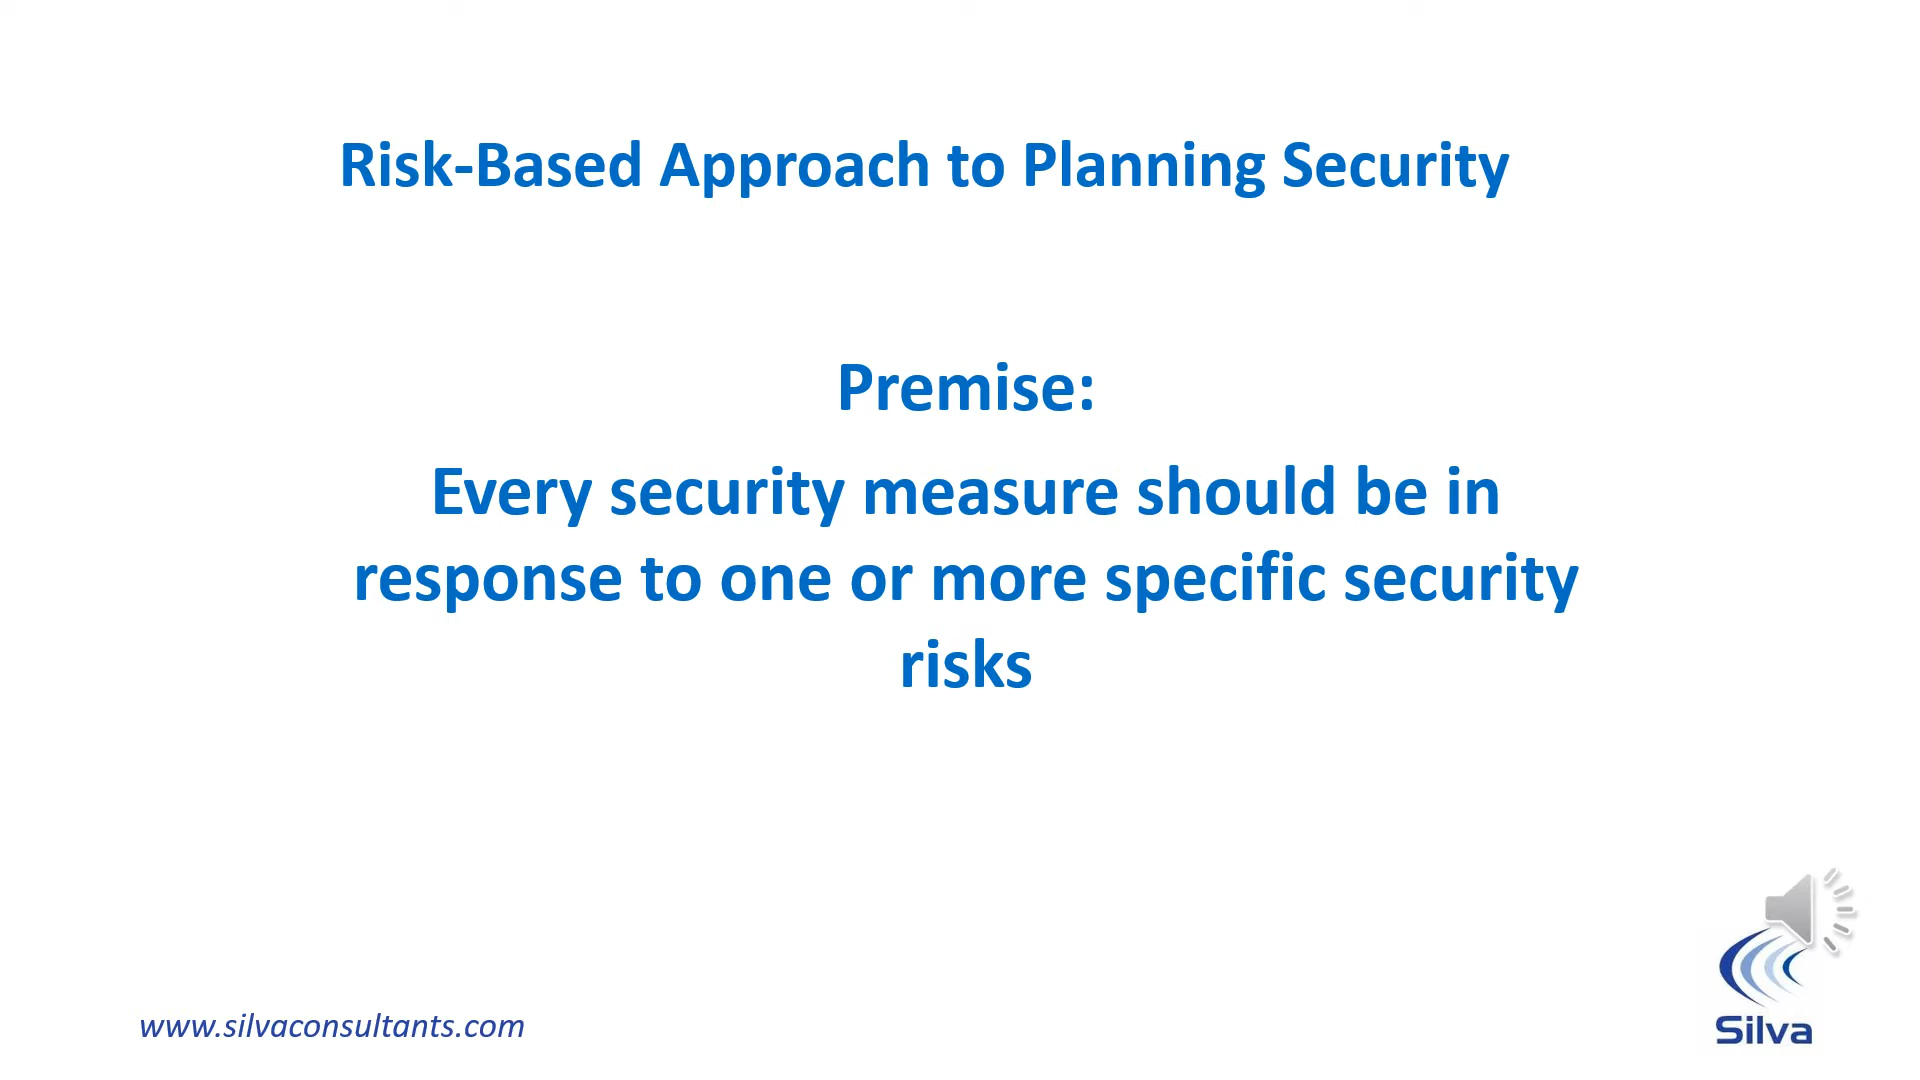 Risk-Based Approach to Planning Security
Premise:
Every security measure should be in
response to one or more specific security
risks
www.silvaconsultants.com
Silva